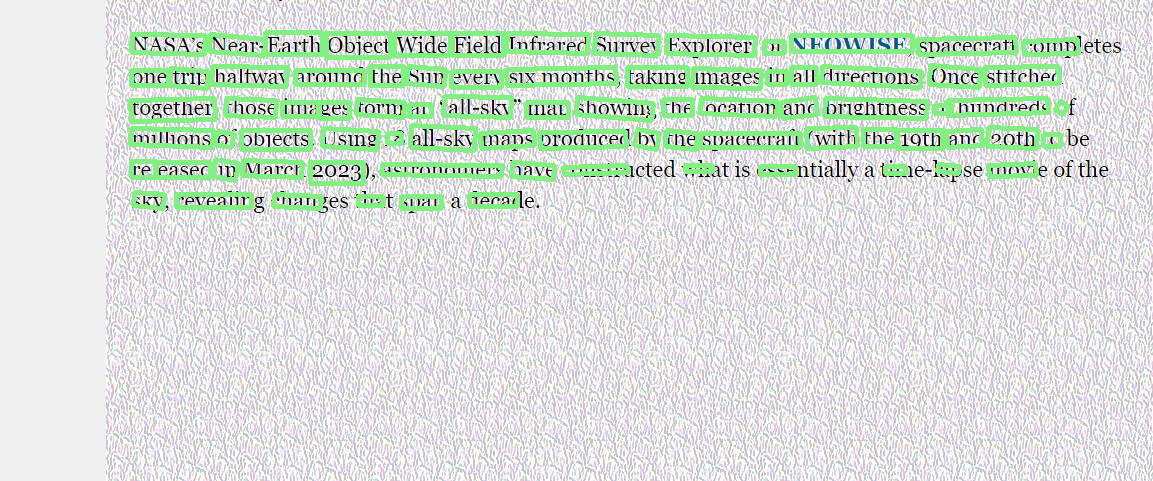 NASA's Near-Earth Object Wide Field Infrared Survey Explorer or NEOWISE, spacecraft completes
one trip halfway around the Sun every six months, taking images in all directions. Once stitched
together, those images form an "all-sky" map showing the location and brightness of hundreds of
millions of objects. Using 18 all-sky maps produced by the spacecraft (with the 19th and 20th to be
released in March 2023), astronomers have constructed what is essentially a time-lapse movie of the
sky, revealing changes that span a decade.